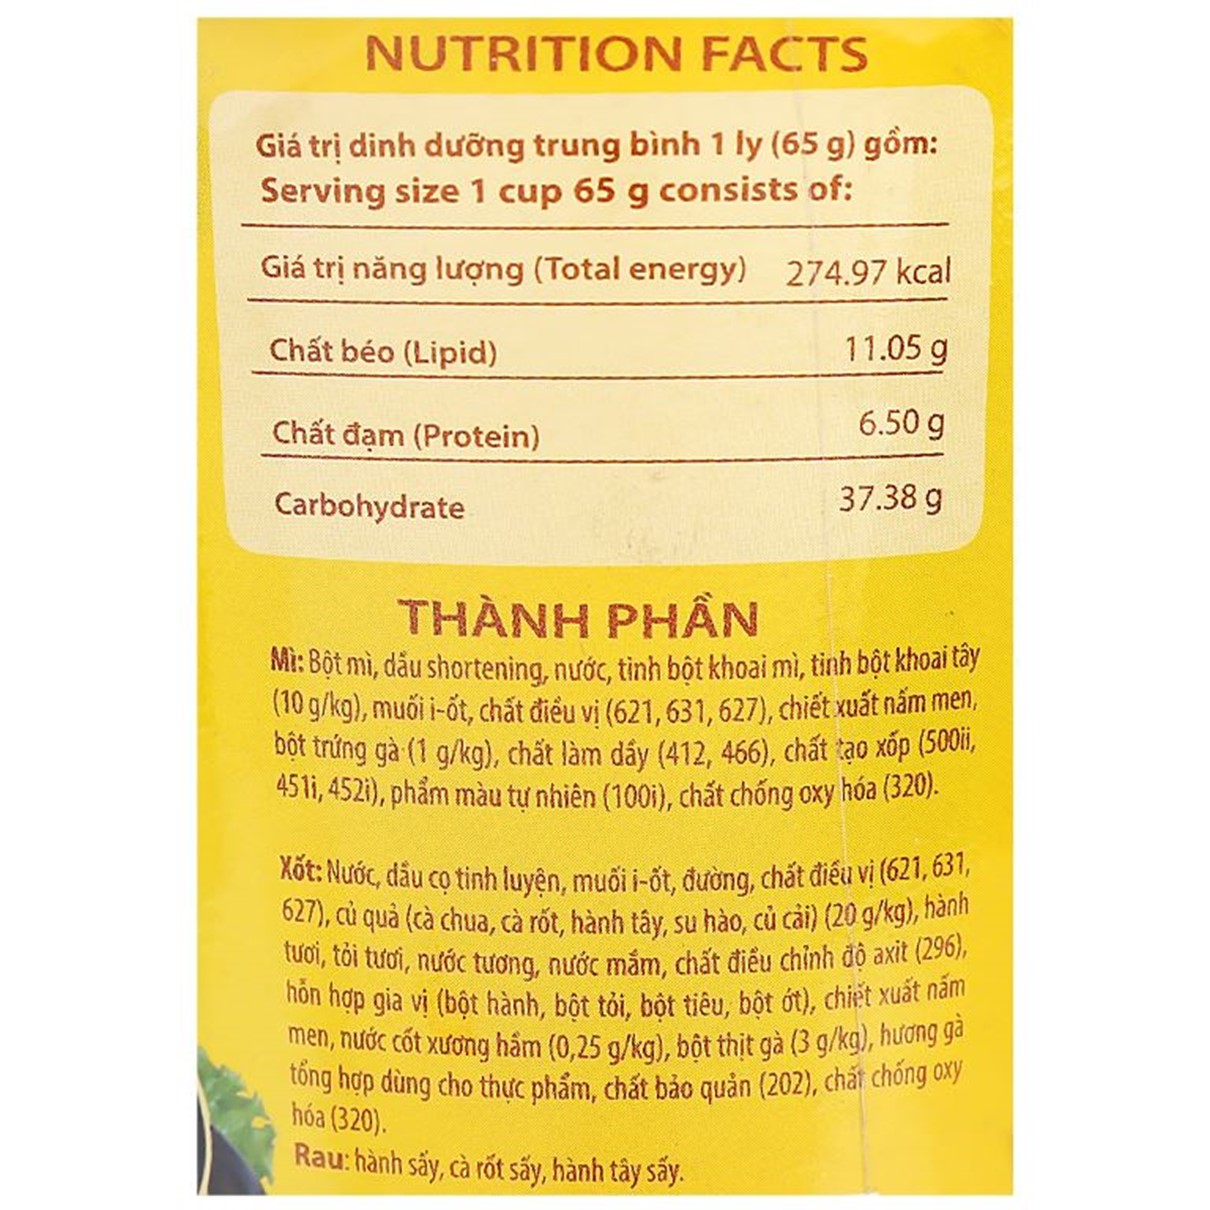 NUTRITION FACTS
Giá trị dinh dưỡng trung bình 1 ly (65 g) gồm:
Serving size 1 cup 65 g consists of:
Giá trị năng lượng (Total energy) 274.97 kcal
Chất béo (Lipid) 11.05 g
Chất đạm (Protein) 6.50 g
Carbohydrate 37.38 g
THÀNH PHẦN
Mì: Bột mì, dầu shortening, nước, tinh bột khoai mì, tinh bột khoai tây
(10 g/kg), muối i-ốt, chất điều vị (621, 631, 627), chiết xuất nấm men,
bột trứng gà (1 g/kg), chất làm dầy (412, 466), chất tạo xốp (500ii,
451i, 452i), phẩm màu tự nhiên (100i), chất chống oxy hóa (320).
Xốt: Nước, dầu cọ tinh luyện, muối i-ốt, đường, chất điều vị (621, 631,
627), củ quả (cà chua, cà rốt, hành tây, su hào, củ cải) (20 g/kg), hành
tươi, tỏi tươi, nước tương, nước mắm, chất điều chỉnh độ axit (296),
hỗn hợp gia vị (bột hành, bột tỏi, bột tiêu, bột ớt), chiết xuất nấm
men, nước cốt xương hầm (0,25 g/kg), bột thịt gà (3 g/kg), hương gà
tổng hợp dùng cho thực phẩm, chất bảo quản (202), chất chống oxy
hóa (320).
Rau: hành sấy, cà rốt sấy, hành tây sấy.